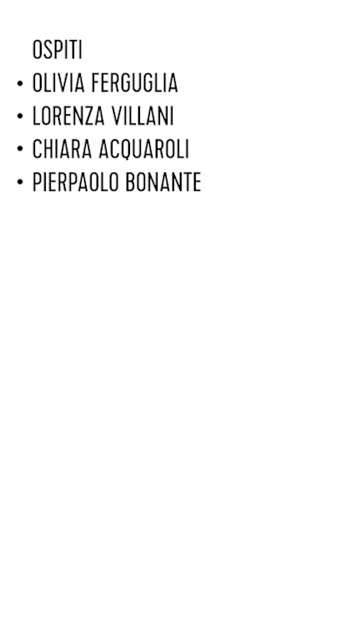 OSPITI
• OLIVIA FERGUGLIA
• LORENZA VILLANI
• CHIARA ACQUAROLI
• PIERPAOLO BONANTE